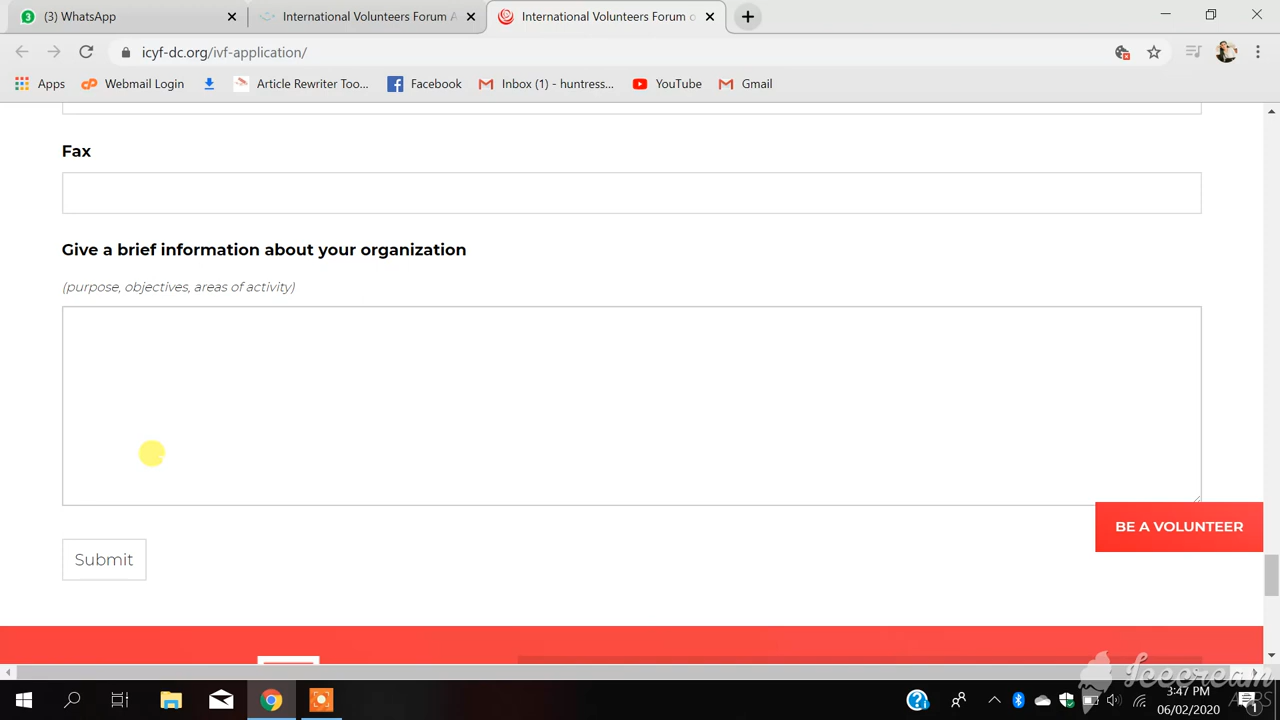 (3) WhatsApp
International Volunteers Forum A
International Volunteers Forum o
icyf-dc.org/ivf-application/
Apps
Webmail Login
Article Rewriter Too...
Facebook
Inbox (1) - huntress...
YouTube
Gmail
Fax
Give a brief information about your organization
(purpose, objectives, areas of activity)
BE A VOLUNTEER
Submit
Icecream
APPS
3:47 PM
06/02/2020